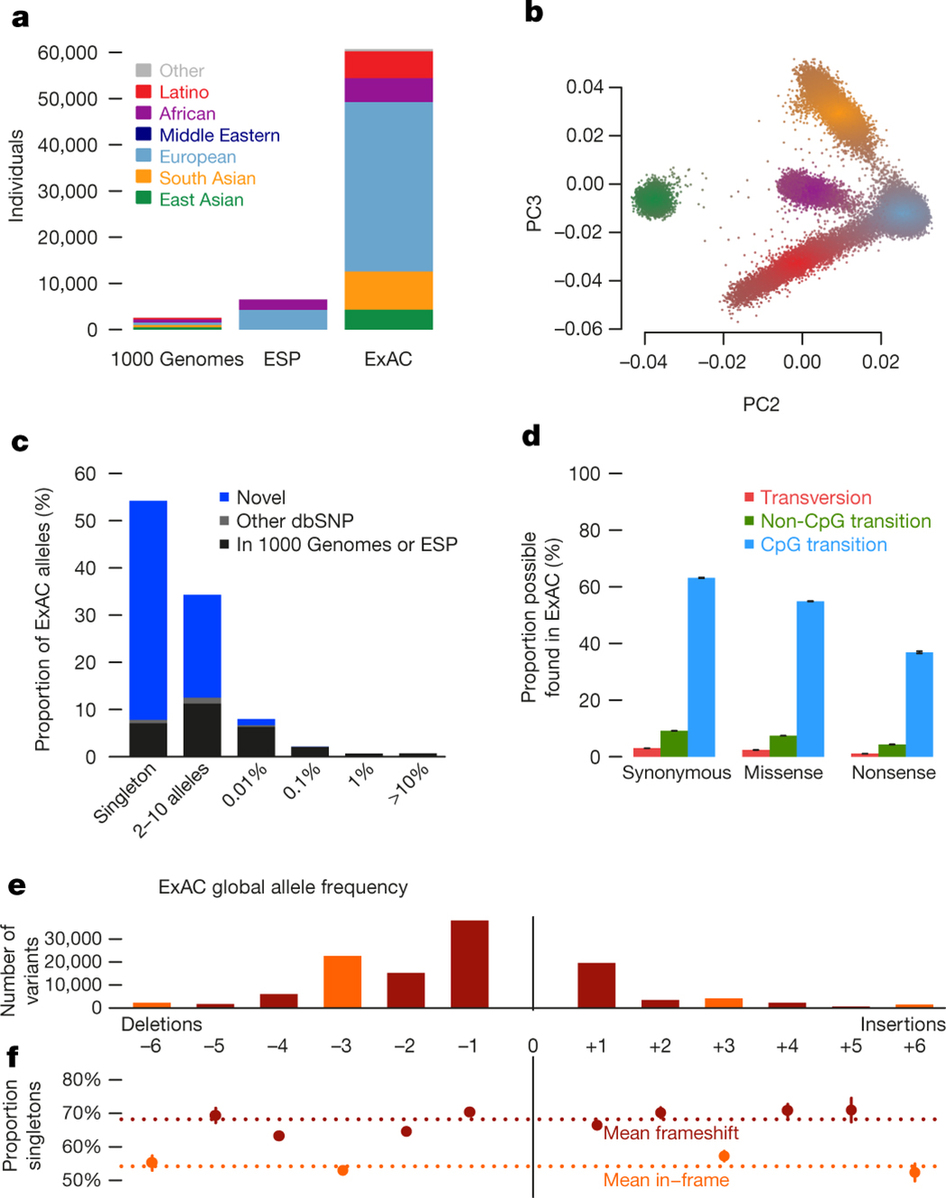 a
60,000
50,000
40,000
30,000
20,000
10,000
0
Individuals
Other
Latino
African
Middle Eastern
European
South Asian
East Asian
1000 Genomes
ESP
ExAC
b
0.04
0.02
0.00
−0.02
−0.04
−0.06
PC3
−0.04
−0.02
0.00
0.02
PC2
c
60
50
40
30
20
10
0
Proportion of ExAC alleles (%)
Novel
Other dbSNP
In 1000 Genomes or ESP
Singleton
2–10 alleles
0.01%
0.1%
1%
>10%
d
100
80
60
40
20
0
Proportion possible
found in ExAC (%)
Transversion
Non-CpG transition
CpG transition
Synonymous
Missense
Nonsense
e
ExAC global allele frequency
Number of
variants
30,000
20,000
10,000
0
Deletions
Insertions
−6
−5
−4
−3
−2
−1
0
+1
+2
+3
+4
+5
+6
f
Proportion
singletons
80%
70%
60%
50%
Mean frameshift
Mean in–frame